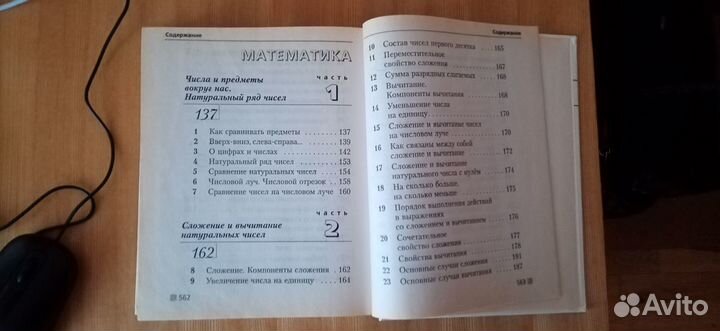 Содержание
МАТЕМАТИКА
Числа и предметы
вокруг нас.
Натуральный ряд чисел
часть
1
137
1 Как сравнивать предметы ........ 137
2 Вверх-вниз, слева-справа... ....... 139
3 О цифрах и числах ............. 142
4 Натуральный ряд чисел .......... 153
5 Сравнение натуральных чисел ..... 154
6 Числовой луч. Числовой отрезок .. 158
7 Сравнение чисел на числовом луче 160
Сложение и вычитание
натуральных чисел
часть
2
162
8 Сложение. Компоненты сложения . 162
9 Увеличение числа на единицу ..... 164
562
Содержание
10 Состав чисел первого десятка .... 165
11 Переместительное
свойство сложения .............. 167
12 Сумма разрядных слагаемых ..... 168
13 Вычитание.
Компоненты вычитания .......... 168
14 Уменьшение числа
на единицу .................... 170
15 Сложение и вычитание чисел
на числовом луче ............... 170
16 Как связаны между собой
сложение и вычитание .......... 172
17 Сложение и вычитание
натурального числа с нулём ..... 174
18 На сколько больше,
на сколько меньше ............. 175
19 Порядок выполнения действий
в выражениях
со сложением и вычитанием ..... 176
20 Сочетательное
свойство сложения .............. 177
21 Свойства вычитания ............ 178
22 Основные случаи сложения ...... 181
23 Основные случаи вычитания ..... 187
563
Avito